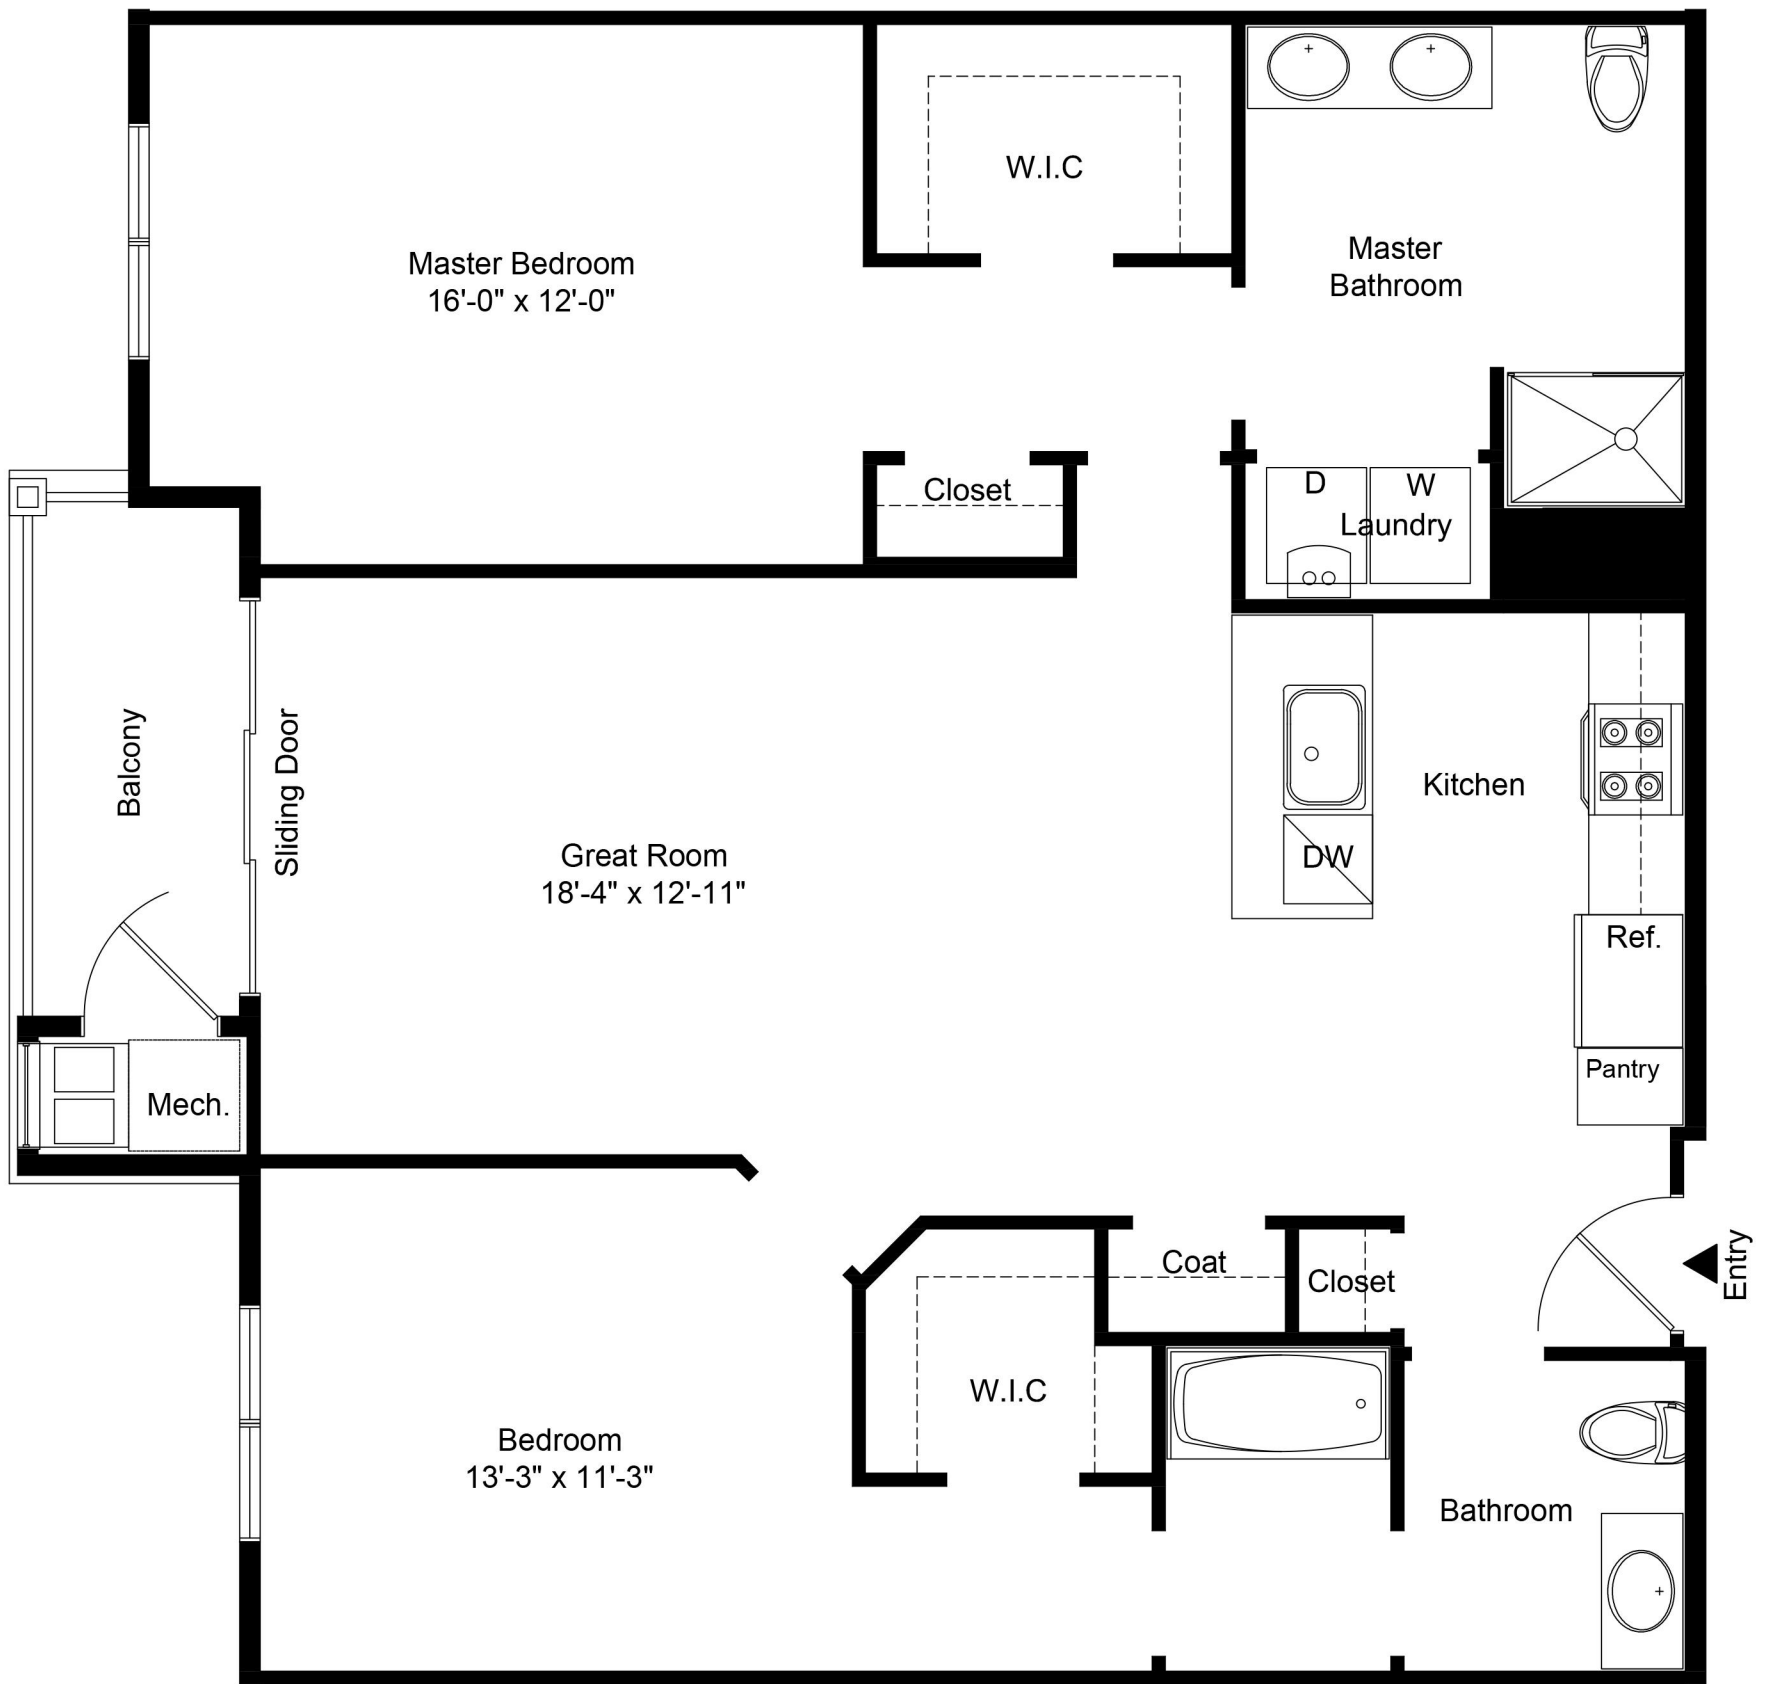 W.I.C
Master Bedroom
16'-0" x 12'-0"
Master
Bathroom
Closet
D
W
Laundry
Balcony
Sliding Door
Kitchen
Great Room
18'-4" x 12'-11"
DW
Ref.
Pantry
Mech.
Coat
Closet
Entry
W.I.C
Bedroom
13'-3" x 11'-3"
Bathroom